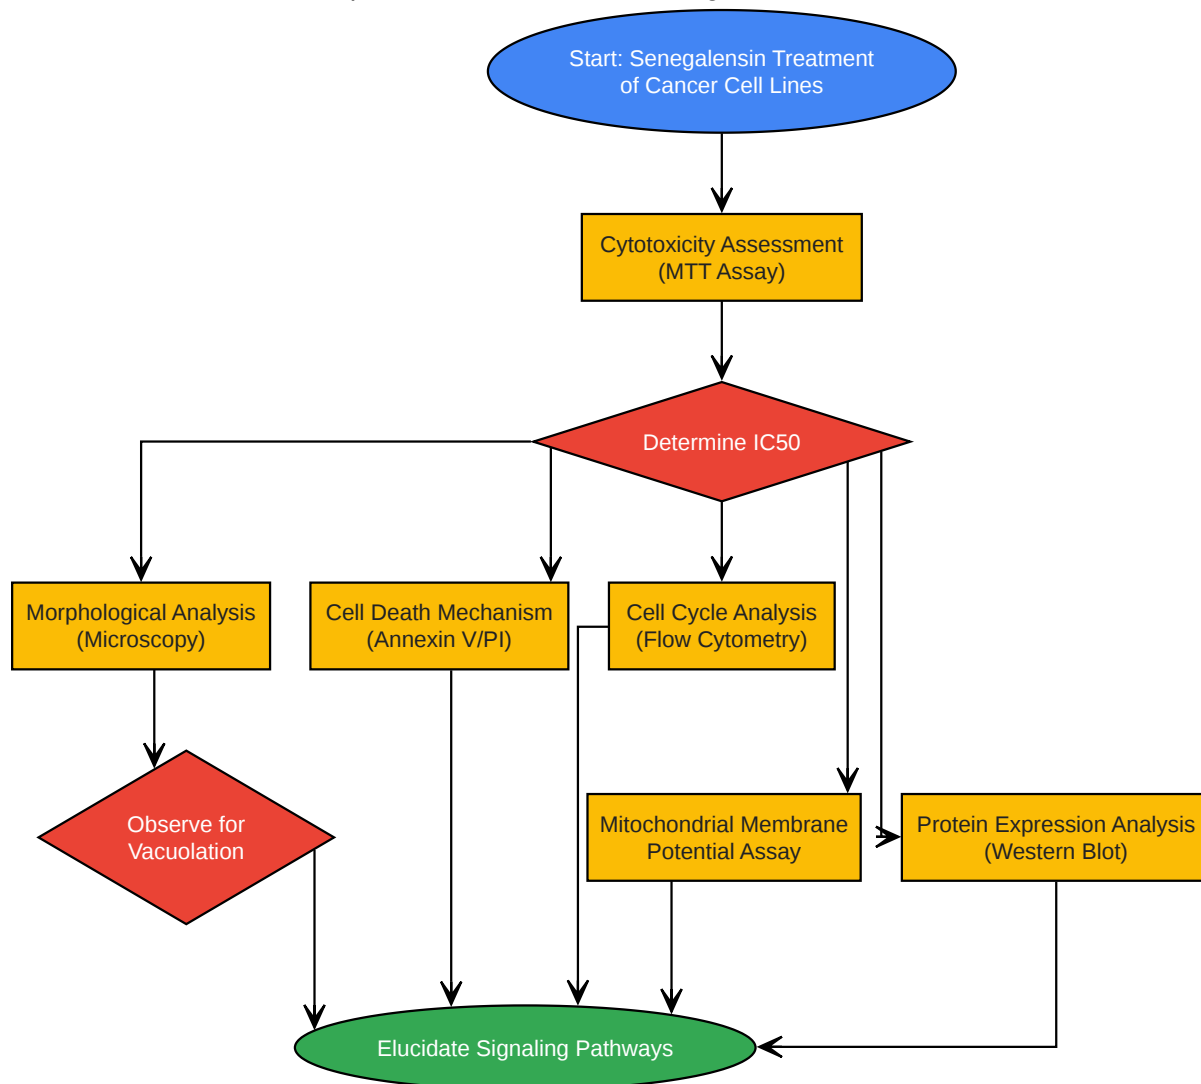 Start: Senegalensin Treatment
of Cancer Cell Lines
Cytotoxicity Assessment
(MTT Assay)
Determine IC50
Morphological Analysis
(Microscopy)
Cell Death Mechanism
(Annexin V/PI)
Cell Cycle Analysis
(Flow Cytometry)
Observe for
Vacuolation
Mitochondrial Membrane
Potential Assay
Protein Expression Analysis
(Western Blot)
Elucidate Signaling Pathways